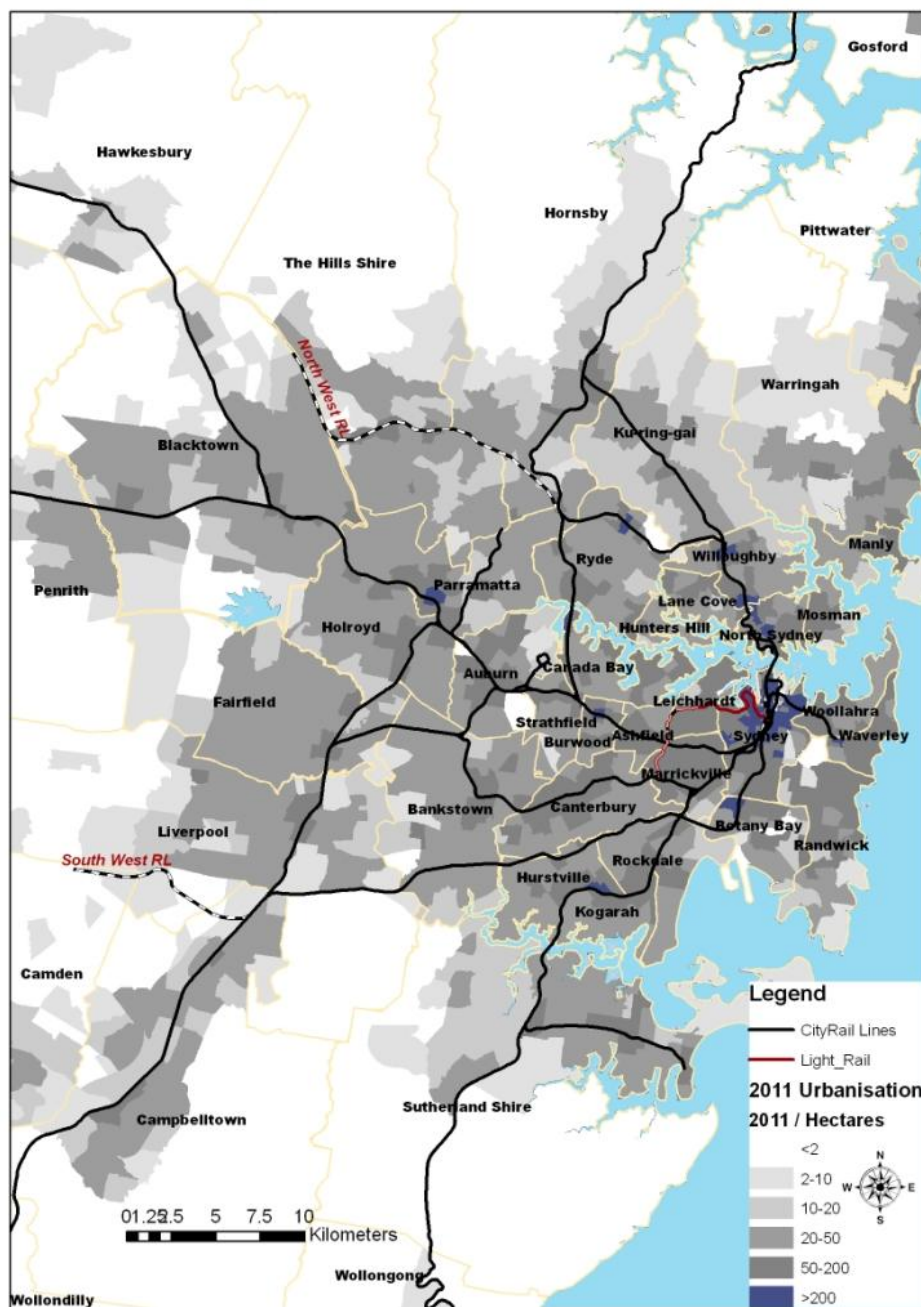 Gosford
Hawkesbury
Hornsby
Pittwater
The Hills Shire
North West RL
Warringah
Ku-ring-gai
Blacktown
Manly
Willoughby
Ryde
Penrith
Parramatta
Lane Cove
Mosman
Hunters Hill
North Sydney
Holroyd
Canada Bay
Auburn
Leichhardt
Fairfield
Woollahra
Strathfield
Ashfield
Sydney
Waverley
Burwood
Marrickville
Bankstown
Canterbury
Liverpool
Botany Bay
Randwick
South West RL
Rockdale
Hurstville
Kogarah
Camden
Sutherland Shire
Campbelltown
Wollongong
Wollondilly
01.252.5 5 7.5 10
Kilometers
Legend
CityRail Lines
Light_Rail
2011 Urbanisation
2011 / Hectares
<2
2-10
10-20
20-50
50-200
>200
N
W E
S